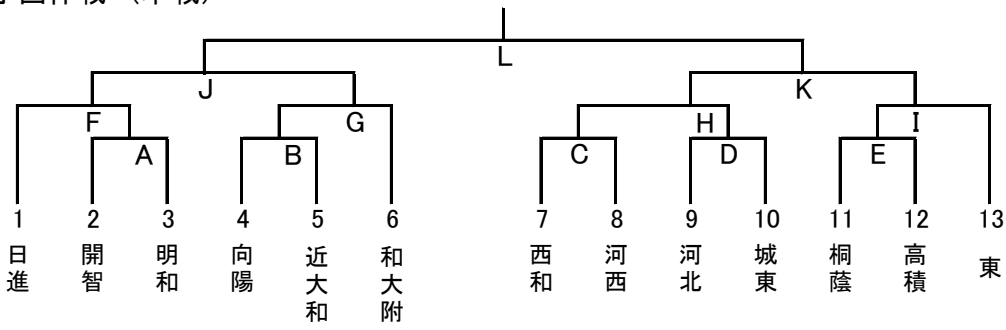 L
J K
F G H I
A B C D E
1 2 3 4 5 6 7 8 9 10 11 12 13
日進 開智 明和 向陽 近大和 和大附 西和 河西 河北 城東 桐蔭 高積 東